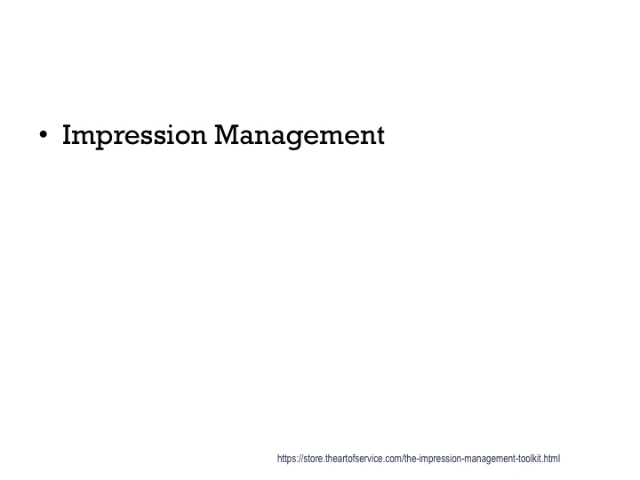 • Impression Management
https://store.theartofservice.com/the-impression-management-toolkit.html